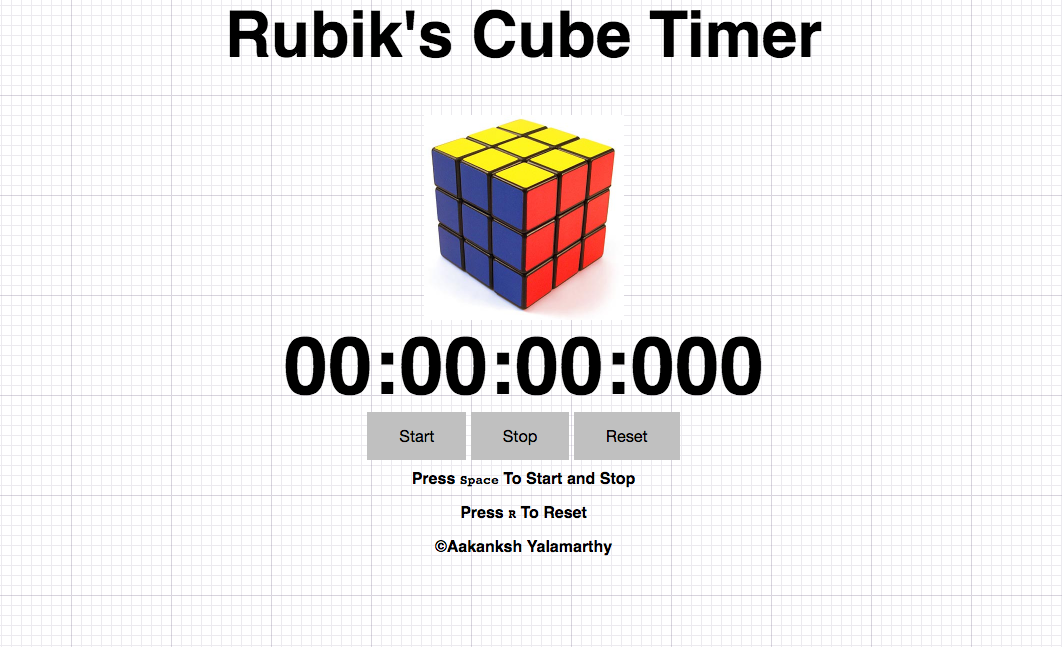 Rubik's Cube Timer
00:00:00:000
Start Stop Reset
Press Space To Start and Stop
Press R To Reset
©Aakanksh Yalamarthy